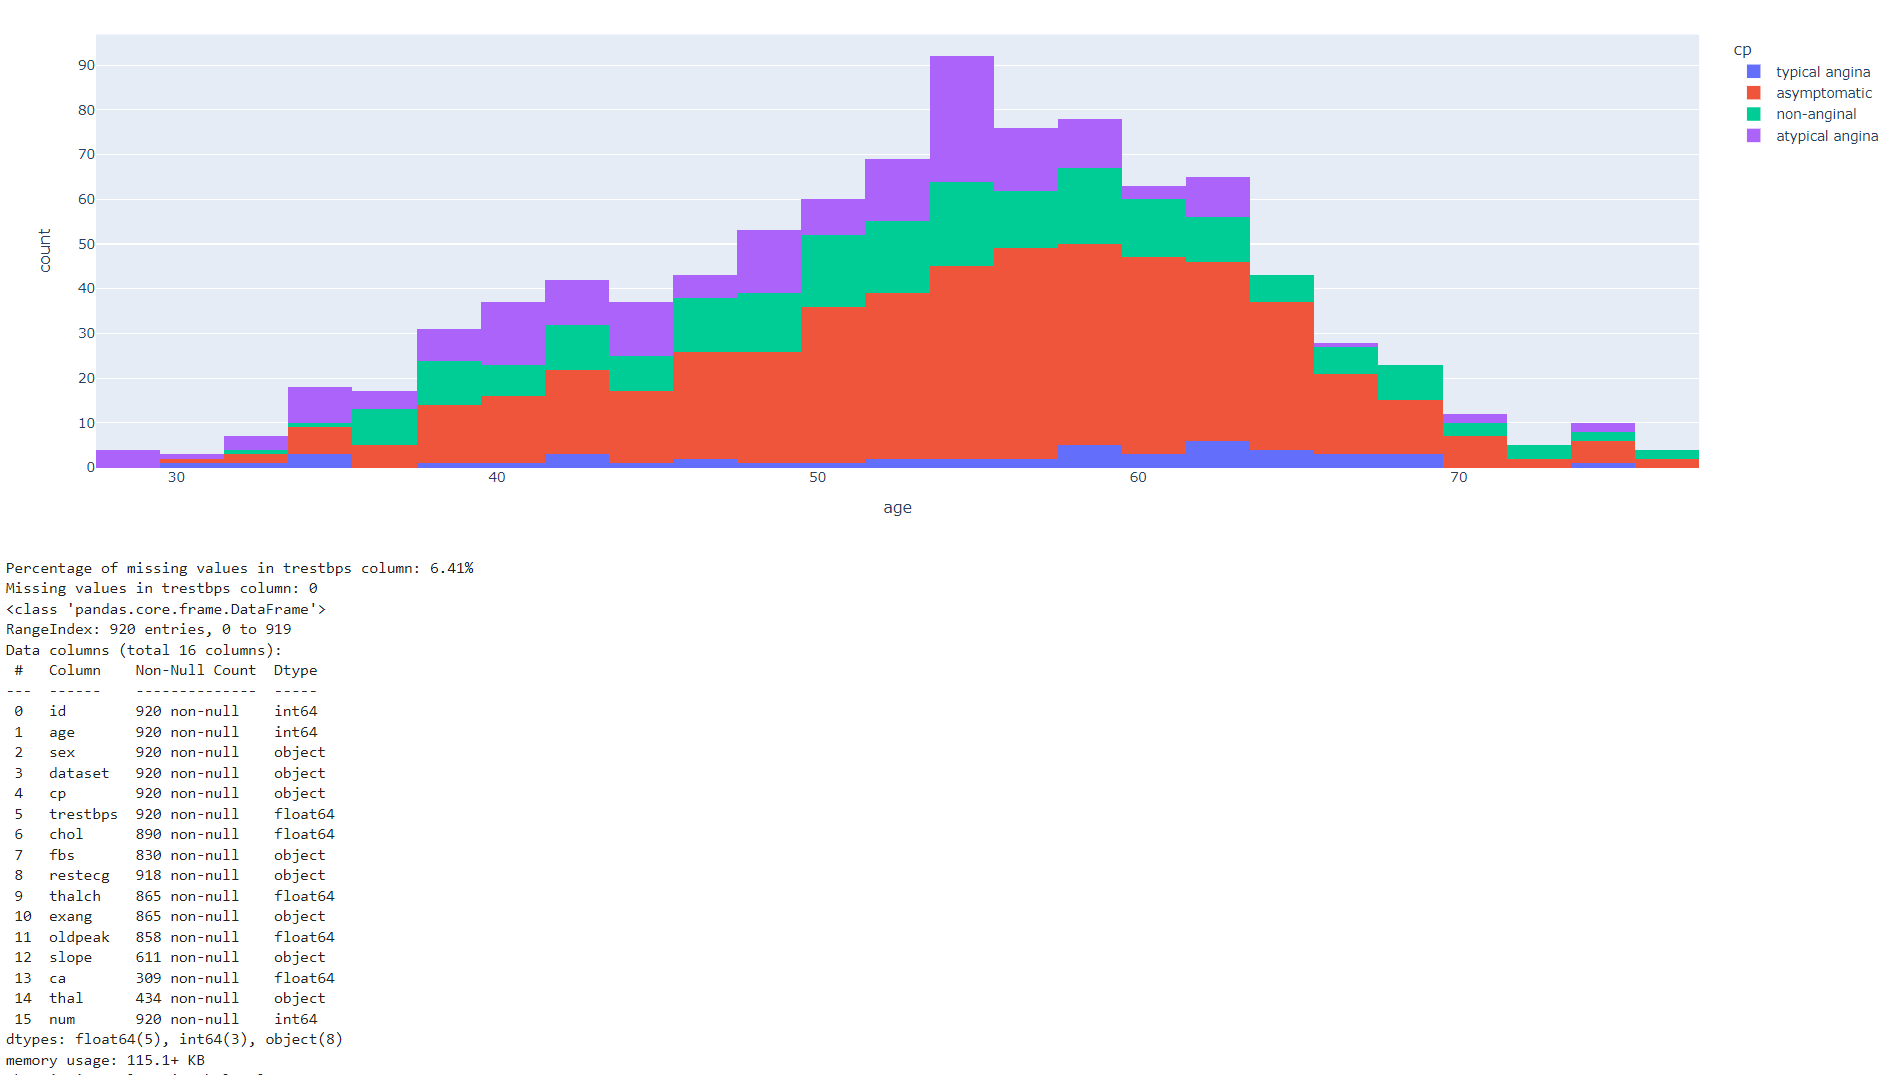 cp
typical angina
asymptomatic
non-anginal
atypical angina
90
80
70
60
50
40
30
20
10
0
count
30 40 50 60 70
age
Percentage of missing values in trestbps column: 6.41%
Missing values in trestbps column: 0
<class 'pandas.core.frame.DataFrame'>
RangeIndex: 920 entries, 0 to 919
Data columns (total 16 columns):
 #   Column    Non-Null Count  Dtype
---  ------    --------------  -----
 0   id        920 non-null    int64
 1   age       920 non-null    int64
 2   sex       920 non-null    object
 3   dataset   920 non-null    object
 4   cp        920 non-null    object
 5   trestbps  920 non-null    float64
 6   chol      890 non-null    float64
 7   fbs       830 non-null    object
 8   restecg   918 non-null    object
 9   thalch    865 non-null    float64
 10  exang     865 non-null    object
 11  oldpeak   858 non-null    float64
 12  slope     611 non-null    object
 13  ca        309 non-null    float64
 14  thal      434 non-null    object
 15  num       920 non-null    int64
dtypes: float64(5), int64(3), object(8)
memory usage: 115.1+ KB